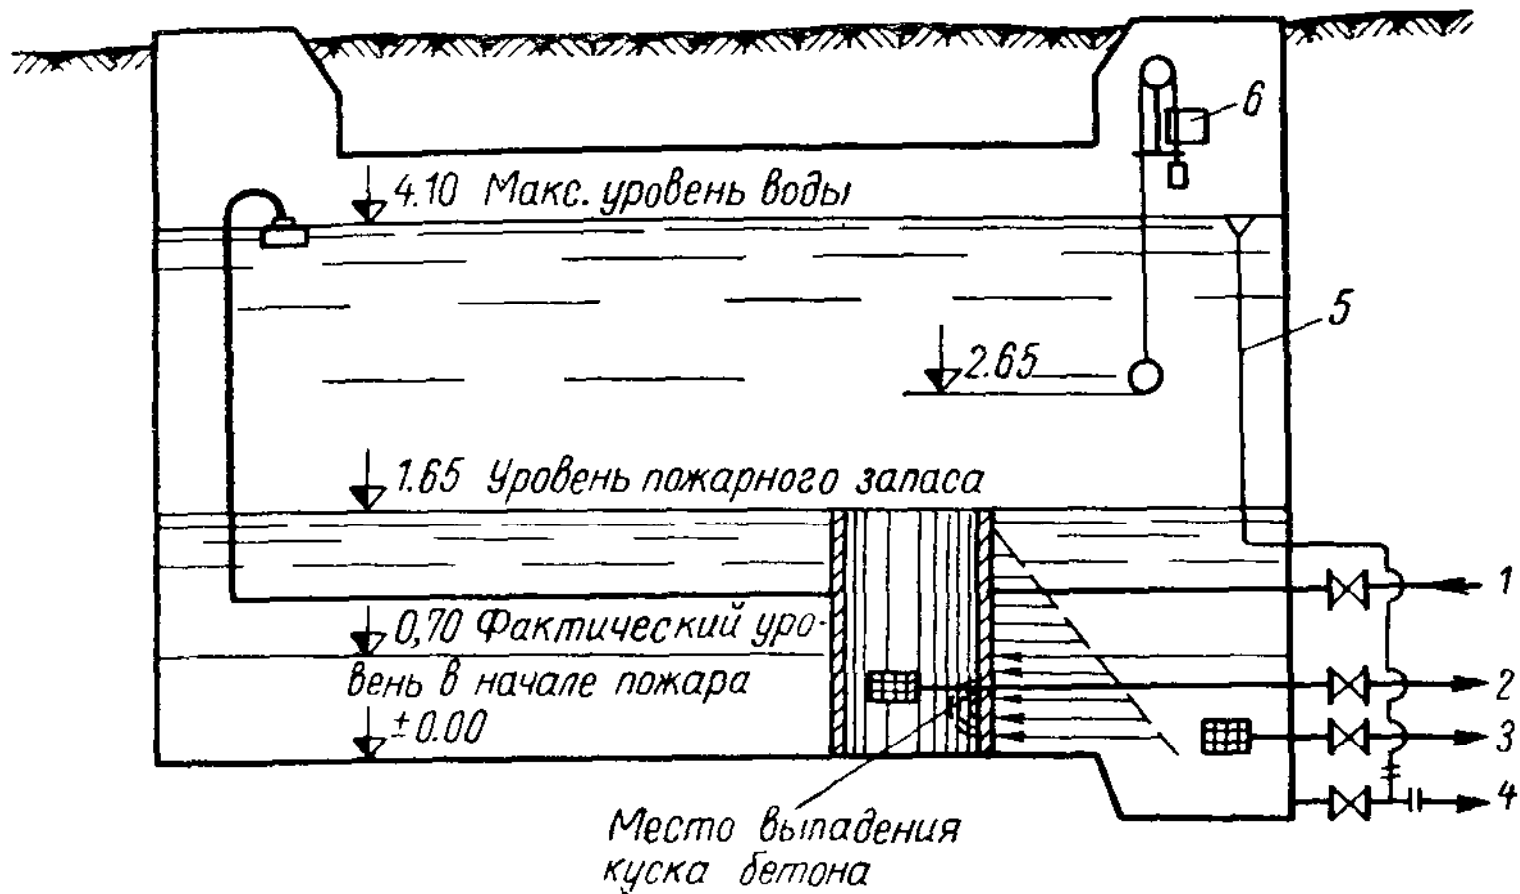 6
4.10 Макс. уровень воды
5
2.65
1.65 Уровень пожарного запаса
1
0,70 Фактический уро-
вень в начале пожара
2
±0.00
3
4
Место выпадения
куска бетона